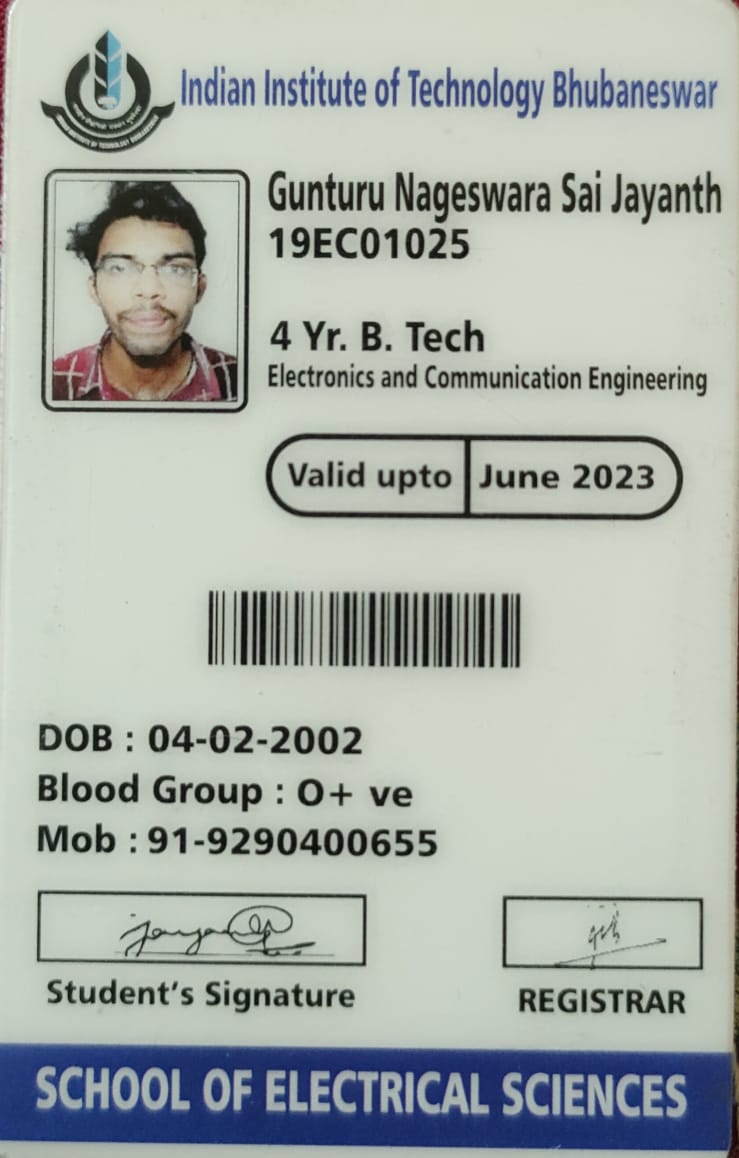 Indian Institute of Technology Bhubaneswar
Gunturu Nageswara Sai Jayanth
19EC01025
4 Yr. B. Tech
Electronics and Communication Engineering
Valid upto June 2023
DOB : 04-02-2002
Blood Group : O+ ve
Mob : 91-9290400655
Student's Signature
REGISTRAR
SCHOOL OF ELECTRICAL SCIENCES